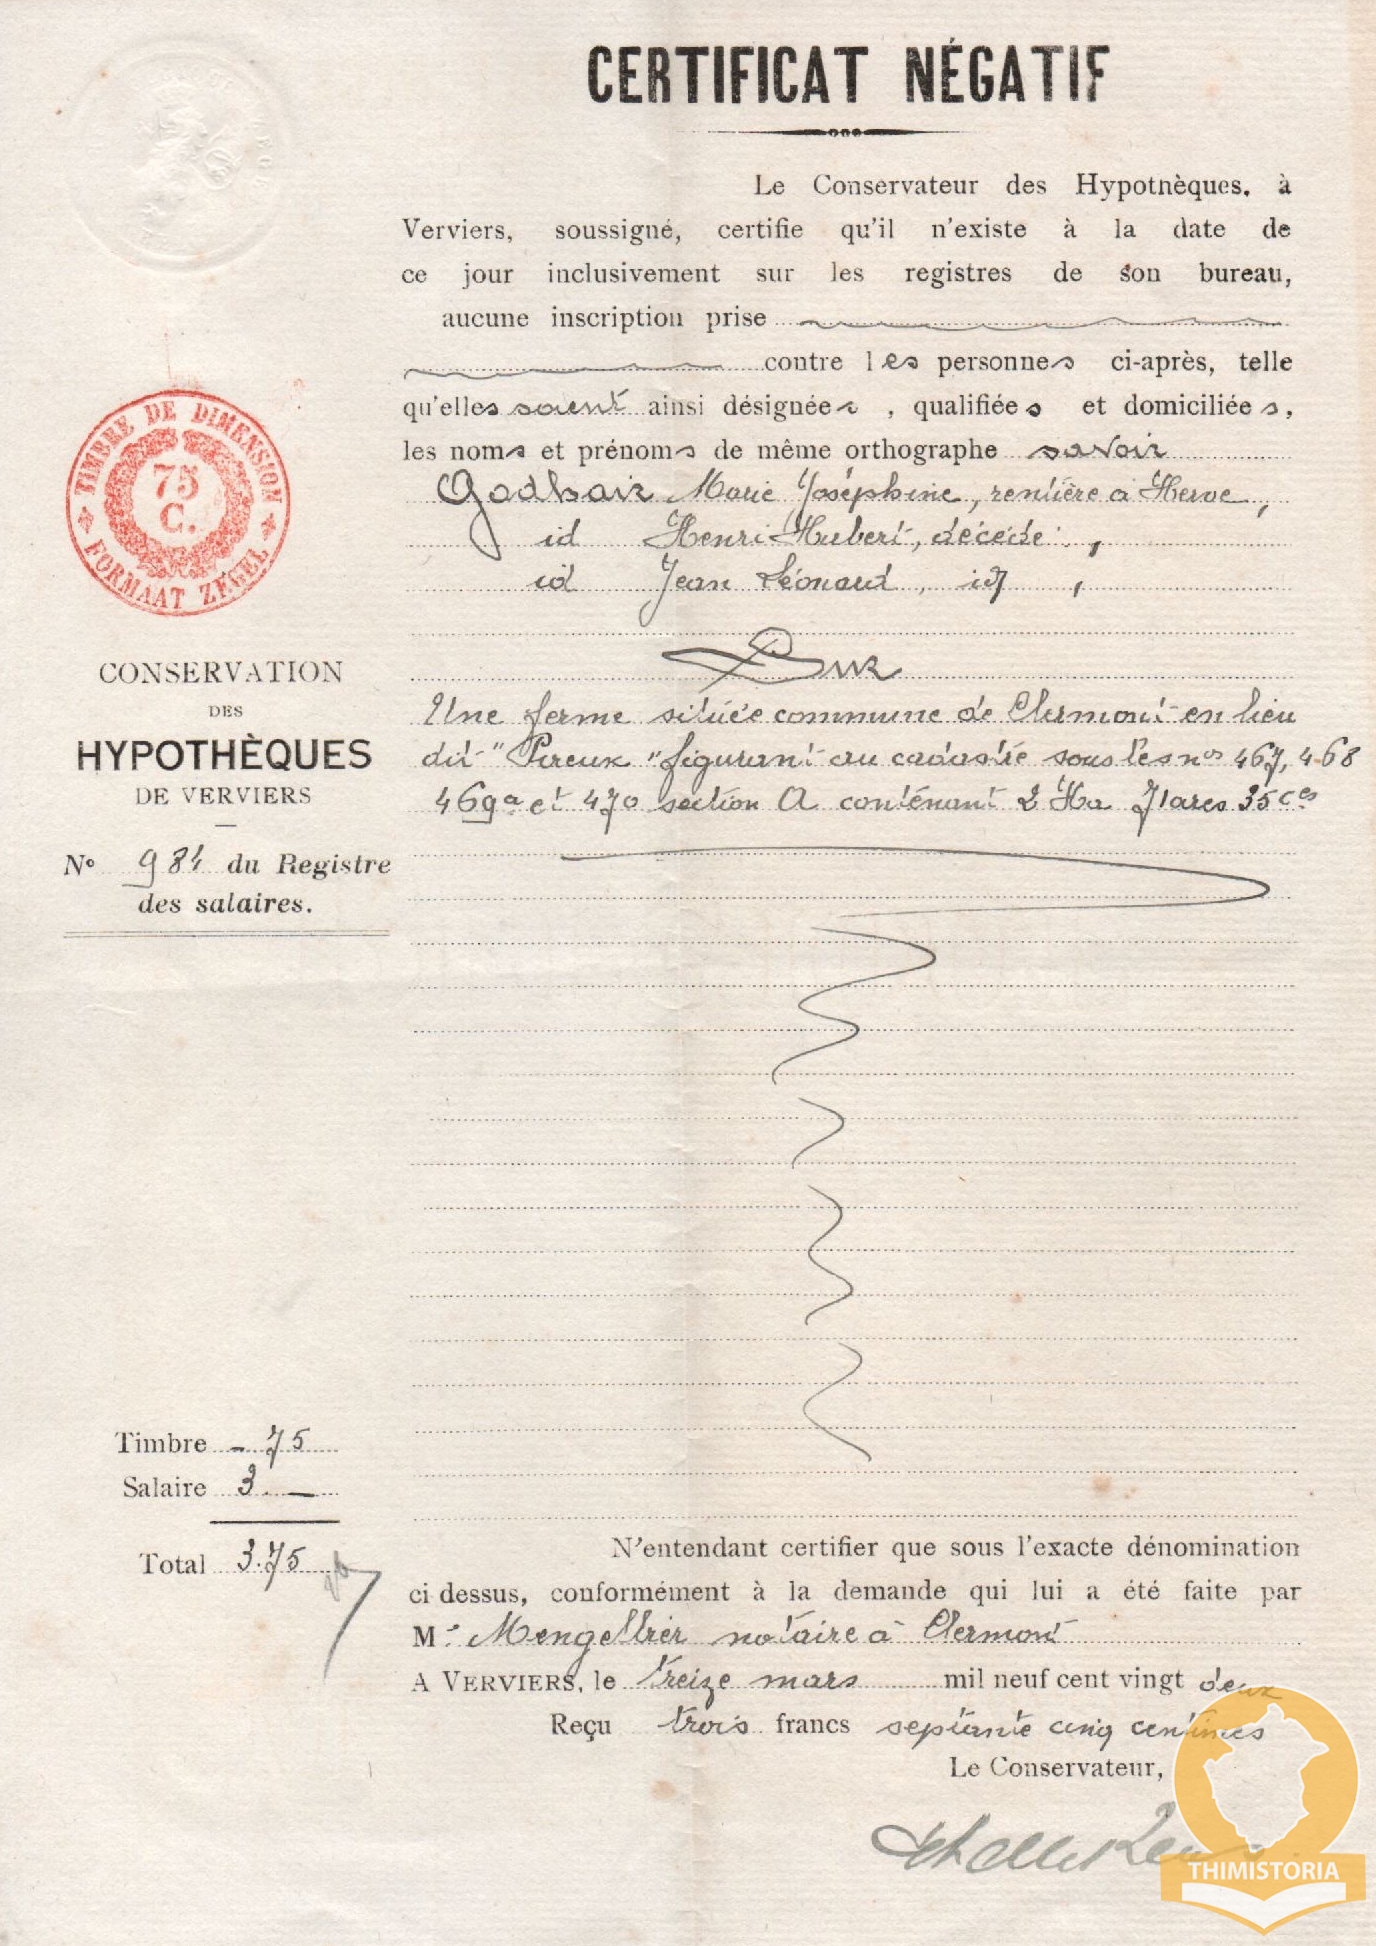 CERTIFICAT NÉGATIF
Le Conservateur des Hypothèques, à
Verviers, soussigné, certifie qu'il n'existe à la date de
ce jour inclusivement sur les registres de son bureau,
aucune inscription prise
contre les personnes ci-après, telle
qu'elles soient ainsi désignées, qualifiées et domiciliées,
les noms et prénoms de même orthographe savoir
Marie Joséphine, rentière à Herve,
id Henri Hubert, décédé,
id Jean Léonard, id,
Sur
Une ferme située commune de Clermont en lieu
dit " Pireux " figurant au cadastre sous les nos 467, 468
469a et 470 section A contenant 2 Ha 71 ares 35 ces
TIMBRE DE DIMENSION
75
C.
FORMAAT ZEGEL
CONSERVATION
DES
HYPOTHÈQUES
DE VERVIERS
No 984 du Registre
des salaires.
Timbre - 75
Salaire 3. -
Total 3.75
N'entendant certifier que sous l'exacte dénomination
ci dessus, conformément à la demande qui lui a été faite par
Mr notaire à Clermont
A VERVIERS, le treize mars mil neuf cent vingt deux
Reçu trois francs septante cinq centimes
Le Conservateur,
THIMISTORIA